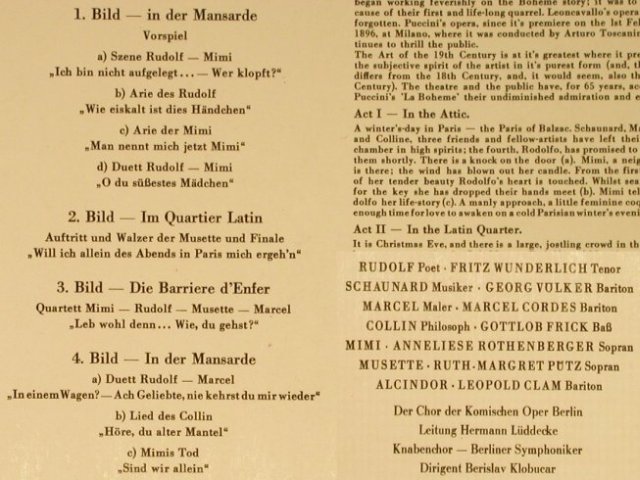 1. Bild — in der Mansarde
Vorspiel
a) Szene Rudolf — Mimi
„Ich bin nicht aufgelegt... — Wer klopft?“
b) Arie des Rudolf
„Wie eiskalt ist dies Händchen“
c) Arie der Mimi
„Man nennt mich jetzt Mimi“
d) Duett Rudolf — Mimi
„O du süßestes Mädchen“
2. Bild — Im Quartier Latin
Auftritt und Walzer der Musette und Finale
„Will ich allein des Abends in Paris mich ergeh'n“
3. Bild — Die Barriere d'Enfer
Quartett Mimi — Rudolf — Musette — Marcel
„Leb wohl denn... Wie, du gehst?“
4. Bild — In der Mansarde
a) Duett Rudolf — Marcel
„In einem Wagen? — Ach Geliebte, nie kehrst du mir wieder“
b) Lied des Collin
„Höre, du alter Mantel“
c) Mimis Tod
„Sind wir allein“
began working feverishly on the Boheme story; it was to
cause of their first and life-long quarrel. Leoncavallo's opera
forgotten. Puccini's opera, since it's premiere on the 1st Feb
1896, at Milano, where it was conducted by Arturo Toscanin
tinues to thrill the public.
The Art of the 19th Century is at it's greatest where it pre
the subjective spirit of the artist in it's purest form (and, th
differs from the 18th Century, and, it would seem, also th
Century). The theatre and the public have, for 65 years, acc
Puccini's 'La Boheme' their undiminished admiration and e
Act I — In the Attic.
A winter's-day in Paris — the Paris of Balzac. Schaunard, Ma
and Colline, three friends and fellow-artists have left thei
chamber in high spirits; the fourth, Rodolfo, has promised to
them shortly. There is a knock on the door (a). Mimi, a neig
is there; the wind has blown out her candle. From the first
of her tender beauty Rodolfo's heart is touched. Whilst sea
for the key she has dropped their hands meet (b). Mimi tel
dolfo her life-story (c). A manly approach, a little feminine coq
enough time for love to awaken on a cold Parisian winter's eveni
Act II — In the Latin Quarter.
It is Christmas Eve, and there is a large, jostling crowd in th
RUDOLF Poet · FRITZ WUNDERLICH Tenor
SCHAUNARD Musiker · GEORG VOLKER Bariton
MARCEL Maler · MARCEL CORDES Bariton
COLLIN Philosoph · GOTTLOB FRICK Baß
MIMI · ANNELIESE ROTHENBERGER Sopran
MUSETTE · RUTH-MARGRET PÜTZ Sopran
ALCINDOR · LEOPOLD CLAM Bariton
Der Chor der Komischen Oper Berlin
Leitung Hermann Lüddecke
Knabenchor — Berliner Symphoniker
Dirigent Berislav Klobucar